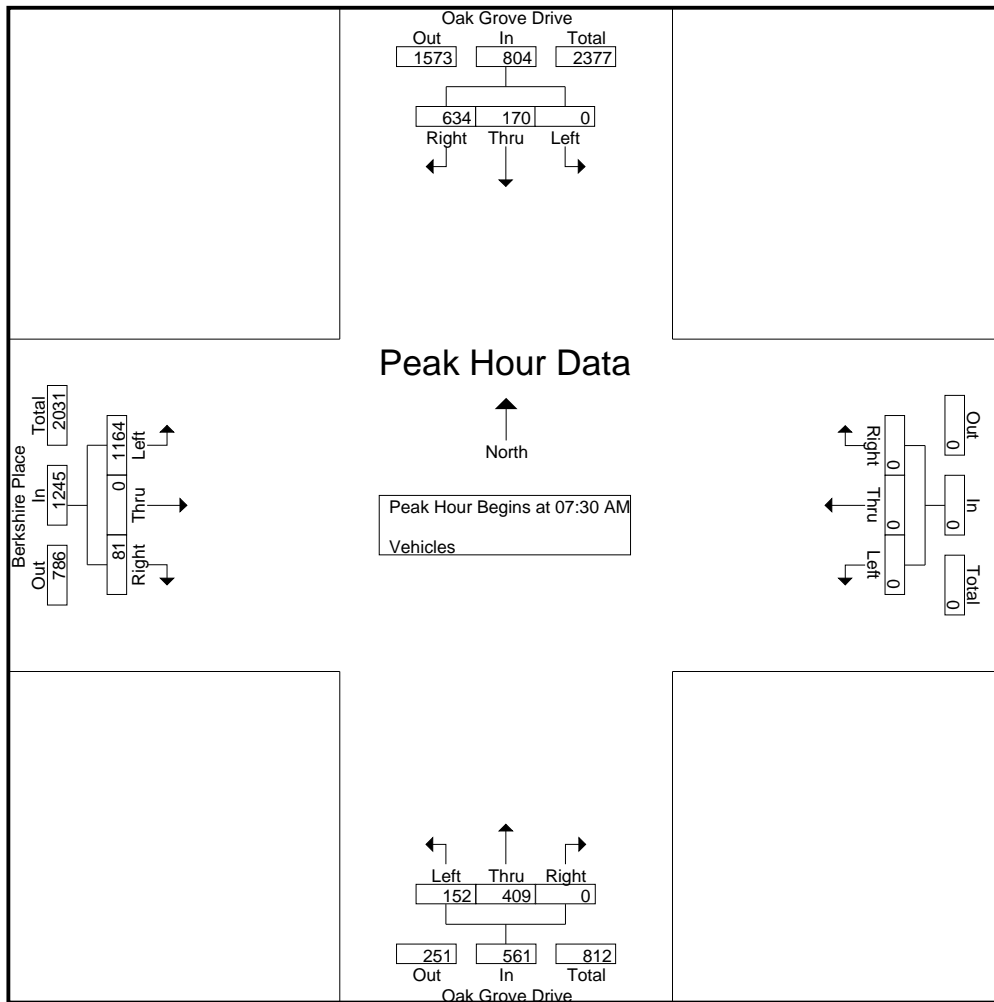 Oak Grove Drive
Out In Total
1573 804 2377
634 170 0
Right Thru Left
Peak Hour Data
North
Peak Hour Begins at 07:30 AM
Vehicles
Berkshire Place
Out In Total
786 1245 2031
81 0 1164
Right Thru Left
Out In Total
0 0 0
0 0 0
Right Thru Left
Left Thru Right
152 409 0
251 561 812
Out In Total
Oak Grove Drive